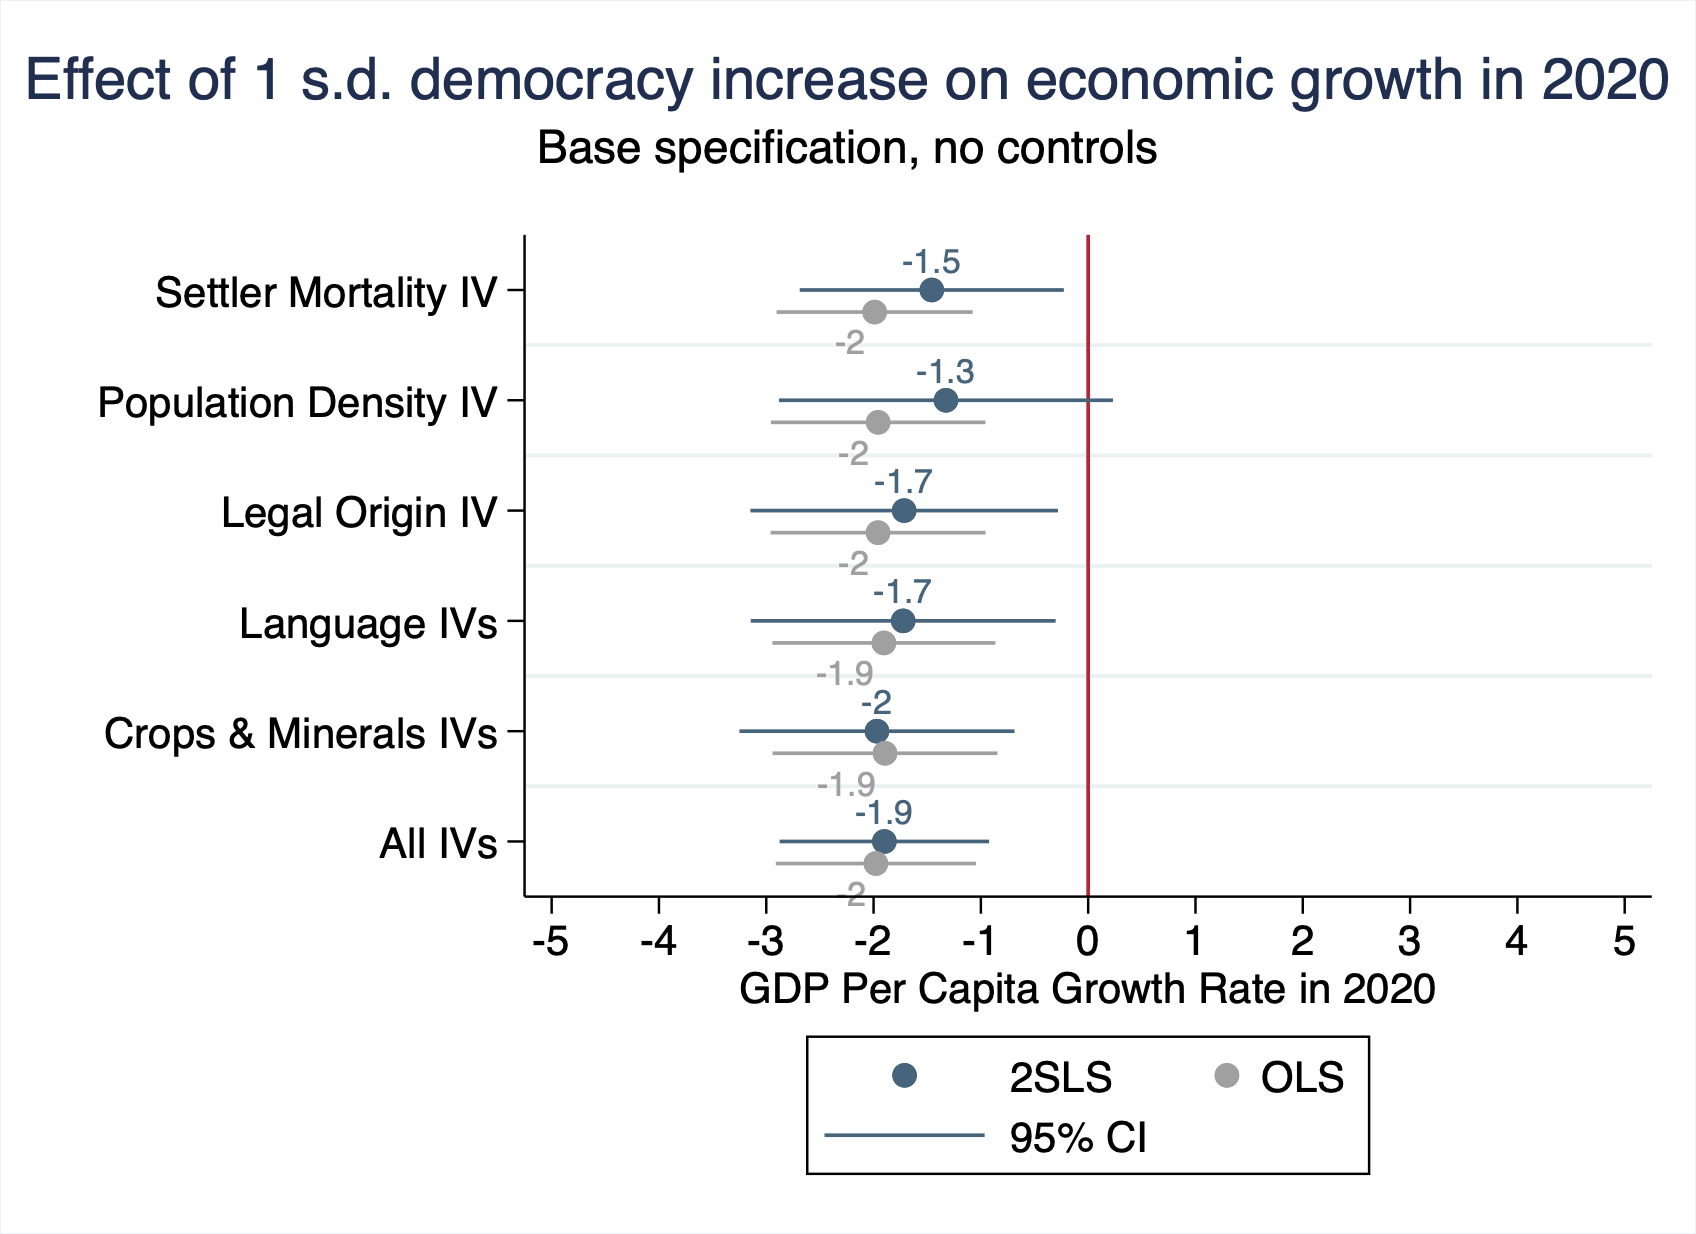 Effect of 1 s.d. democracy increase on economic growth in 2020
Base specification, no controls
Settler Mortality IV
-1.5
-2
Population Density IV
-1.3
-2
Legal Origin IV
-1.7
-2
Language IVs
-1.7
-1.9
Crops & Minerals IVs
-2
-1.9
All IVs
-1.9
-2
-5 -4 -3 -2 -1 0 1 2 3 4 5
GDP Per Capita Growth Rate in 2020
2SLS OLS
95% CI